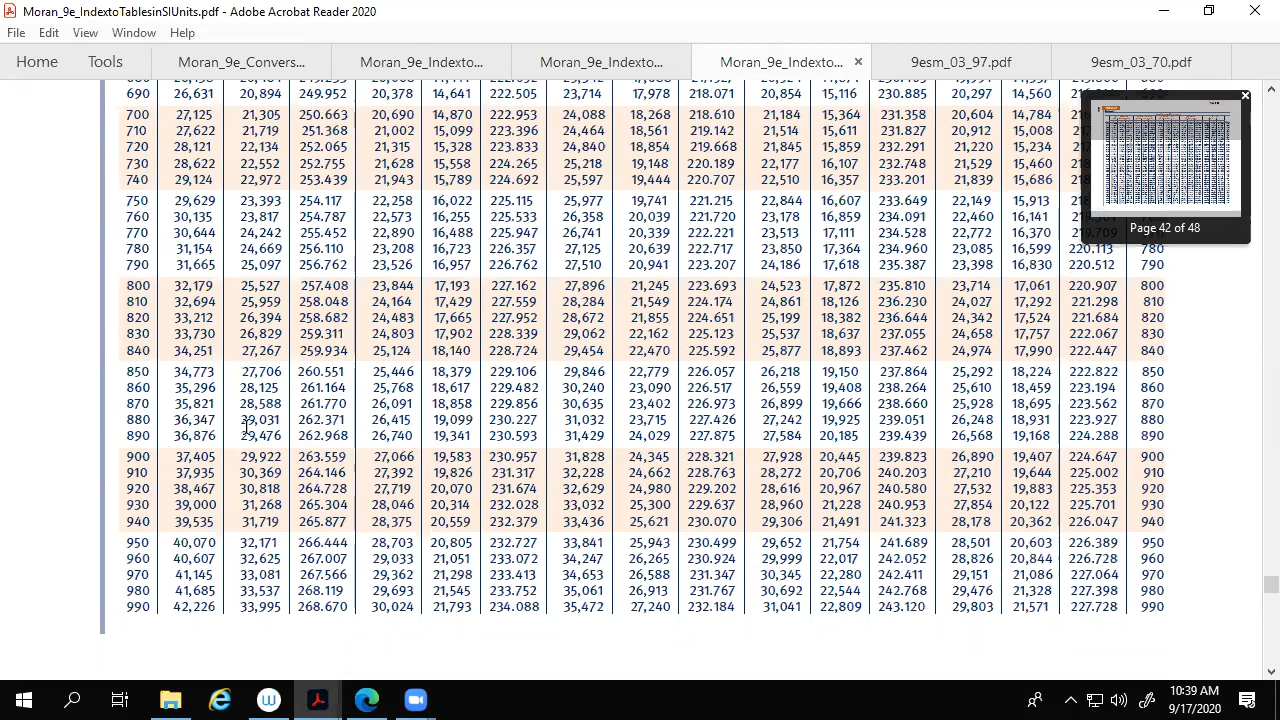 Moran_9e_IndextoTablesinSIUnits.pdf - Adobe Acrobat Reader 2020
File Edit View Window Help
Home Tools Moran_9e_Convers... Moran_9e_Indexto... Moran_9e_Indexto... Moran_9e_Indexto... × 9esm_03_97.pdf 9esm_03_70.pdf
690 26,631 20,894 249.952 20,378 14,641 222.505 23,714 17,978 218.071 20,854 15,116 230.885 20,297 14,560
700 27,125 21,305 250.663 20,690 14,870 222.953 24,088 18,268 218.610 21,184 15,364 231.358 20,604 14,784
710 27,622 21,719 251.368 21,002 15,099 223.396 24,464 18,561 219.142 21,514 15,611 231.827 20,912 15,008
720 28,121 22,134 252.065 21,315 15,328 223.833 24,840 18,854 219.668 21,845 15,859 232.291 21,220 15,234
730 28,622 22,552 252.755 21,628 15,558 224.265 25,218 19,148 220.189 22,177 16,107 232.748 21,529 15,460
740 29,124 22,972 253.439 21,943 15,789 224.692 25,597 19,444 220.707 22,510 16,357 233.201 21,839 15,686
750 29,629 23,393 254.117 22,258 16,022 225.115 25,977 19,741 221.215 22,844 16,607 233.649 22,149 15,913
760 30,135 23,817 254.787 22,573 16,255 225.533 26,358 20,039 221.720 23,178 16,859 234.091 22,460 16,141
770 30,644 24,242 255.452 22,890 16,488 225.947 26,741 20,339 222.221 23,513 17,111 234.528 22,772 16,370
780 31,154 24,669 256.110 23,208 16,723 226.357 27,125 20,639 222.717 23,850 17,364 234.960 23,085 16,599 220.113 780
790 31,665 25,097 256.762 23,526 16,957 226.762 27,510 20,941 223.207 24,186 17,618 235.387 23,398 16,830 220.512 790
Page 42 of 48
800 32,179 25,527 257.408 23,844 17,193 227.162 27,896 21,245 223.693 24,523 17,872 235.810 23,714 17,061 220.907 800
810 32,694 25,959 258.048 24,164 17,429 227.559 28,284 21,549 224.174 24,861 18,126 236.230 24,027 17,292 221.298 810
820 33,212 26,394 258.682 24,483 17,665 227.952 28,672 21,855 224.651 25,199 18,382 236.644 24,342 17,524 221.684 820
830 33,730 26,829 259.311 24,803 17,902 228.339 29,062 22,162 225.123 25,537 18,637 237.055 24,658 17,757 222.067 830
840 34,251 27,267 259.934 25,124 18,140 228.724 29,454 22,470 225.592 25,877 18,893 237.462 24,974 17,990 222.447 840
850 34,773 27,706 260.551 25,446 18,379 229.106 29,846 22,779 226.057 26,218 19,150 237.864 25,292 18,224 222.822 850
860 35,296 28,125 261.164 25,768 18,617 229.482 30,240 23,090 226.517 26,559 19,408 238.264 25,610 18,459 223.194 860
870 35,821 28,588 261.770 26,091 18,858 229.856 30,635 23,402 226.973 26,899 19,666 238.660 25,928 18,695 223.562 870
880 36,347 29,031 262.371 26,415 19,099 230.227 31,032 23,715 227.426 27,242 19,925 239.051 26,248 18,931 223.927 880
890 36,876 29,476 262.968 26,740 19,341 230.593 31,429 24,029 227.875 27,584 20,185 239.439 26,568 19,168 224.288 890
900 37,405 29,922 263.559 27,066 19,583 230.957 31,828 24,345 228.321 27,928 20,445 239.823 26,890 19,407 224.647 900
910 37,935 30,369 264.146 27,392 19,826 231.317 32,228 24,662 228.763 28,272 20,706 240.203 27,210 19,644 225.002 910
920 38,467 30,818 264.728 27,719 20,070 231.674 32,629 24,980 229.202 28,616 20,967 240.580 27,532 19,883 225.353 920
930 39,000 31,268 265.304 28,046 20,314 232.028 33,032 25,300 229.637 28,960 21,228 240.953 27,854 20,122 225.701 930
940 39,535 31,719 265.877 28,375 20,559 232.379 33,436 25,621 230.070 29,306 21,491 241.323 28,178 20,362 226.047 940
950 40,070 32,171 266.444 28,703 20,805 232.727 33,841 25,943 230.499 29,652 21,754 241.689 28,501 20,603 226.389 950
960 40,607 32,625 267.007 29,033 21,051 233.072 34,247 26,265 230.924 29,999 22,017 242.052 28,826 20,844 226.728 960
970 41,145 33,081 267.566 29,362 21,298 233.413 34,653 26,588 231.347 30,345 22,280 242.411 29,151 21,086 227.064 970
980 41,685 33,537 268.119 29,693 21,545 233.752 35,061 26,913 231.767 30,692 22,544 242.768 29,476 21,328 227.398 980
990 42,226 33,995 268.670 30,024 21,793 234.088 35,472 27,240 232.184 31,041 22,809 243.120 29,803 21,571 227.728 990
10:39 AM
9/17/2020